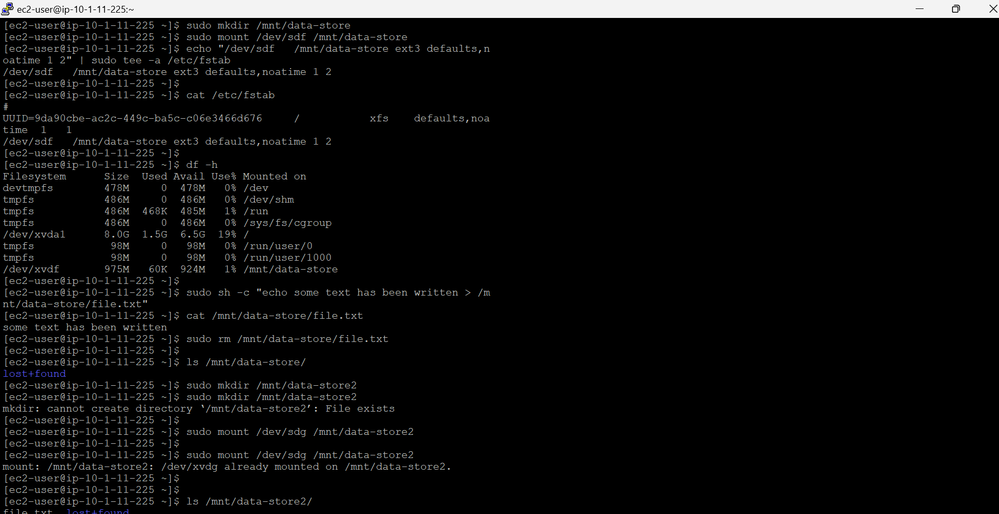 ec2-user@ip-10-1-11-225:~
[ec2-user@ip-10-1-11-225 ~]$ sudo mkdir /mnt/data-store
[ec2-user@ip-10-1-11-225 ~]$ sudo mount /dev/sdf /mnt/data-store
[ec2-user@ip-10-1-11-225 ~]$ echo "/dev/sdf   /mnt/data-store ext3 defaults,n
oatime 1 2" | sudo tee -a /etc/fstab
/dev/sdf   /mnt/data-store ext3 defaults,noatime 1 2
[ec2-user@ip-10-1-11-225 ~]$
[ec2-user@ip-10-1-11-225 ~]$ cat /etc/fstab
#
UUID=9da90cbe-ac2c-449c-ba5c-c06e3466d676     /           xfs    defaults,noa
time  1   1
/dev/sdf   /mnt/data-store ext3 defaults,noatime 1 2
[ec2-user@ip-10-1-11-225 ~]$
[ec2-user@ip-10-1-11-225 ~]$ df -h
Filesystem      Size  Used Avail Use% Mounted on
devtmpfs        478M     0  478M   0% /dev
tmpfs           486M     0  486M   0% /dev/shm
tmpfs           486M  468K  485M   1% /run
tmpfs           486M     0  486M   0% /sys/fs/cgroup
/dev/xvda1      8.0G  1.5G  6.5G  19% /
tmpfs            98M     0   98M   0% /run/user/0
tmpfs            98M     0   98M   0% /run/user/1000
/dev/xvdf       975M   60K  924M   1% /mnt/data-store
[ec2-user@ip-10-1-11-225 ~]$
[ec2-user@ip-10-1-11-225 ~]$ sudo sh -c "echo some text has been written > /m
nt/data-store/file.txt"
[ec2-user@ip-10-1-11-225 ~]$ cat /mnt/data-store/file.txt
some text has been written
[ec2-user@ip-10-1-11-225 ~]$ sudo rm /mnt/data-store/file.txt
[ec2-user@ip-10-1-11-225 ~]$
[ec2-user@ip-10-1-11-225 ~]$ ls /mnt/data-store/
lost+found
[ec2-user@ip-10-1-11-225 ~]$ sudo mkdir /mnt/data-store2
[ec2-user@ip-10-1-11-225 ~]$ sudo mkdir /mnt/data-store2
mkdir: cannot create directory ‘/mnt/data-store2’: File exists
[ec2-user@ip-10-1-11-225 ~]$
[ec2-user@ip-10-1-11-225 ~]$ sudo mount /dev/sdg /mnt/data-store2
[ec2-user@ip-10-1-11-225 ~]$
[ec2-user@ip-10-1-11-225 ~]$ sudo mount /dev/sdg /mnt/data-store2
mount: /mnt/data-store2: /dev/xvdg already mounted on /mnt/data-store2.
[ec2-user@ip-10-1-11-225 ~]$
[ec2-user@ip-10-1-11-225 ~]$
[ec2-user@ip-10-1-11-225 ~]$ ls /mnt/data-store2/
file.txt  lost+found